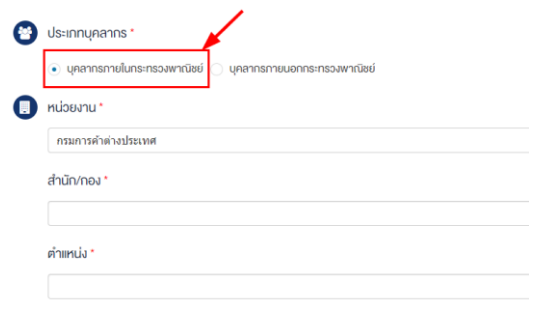 ประเภทบุคลากร *
บุคลากรภายในกระทรวงพาณิชย์ บุคลากรภายนอกกระทรวงพาณิชย์
หน่วยงาน *
กรมการค้าต่างประเทศ
สำนัก/กอง *
ตำแหน่ง *